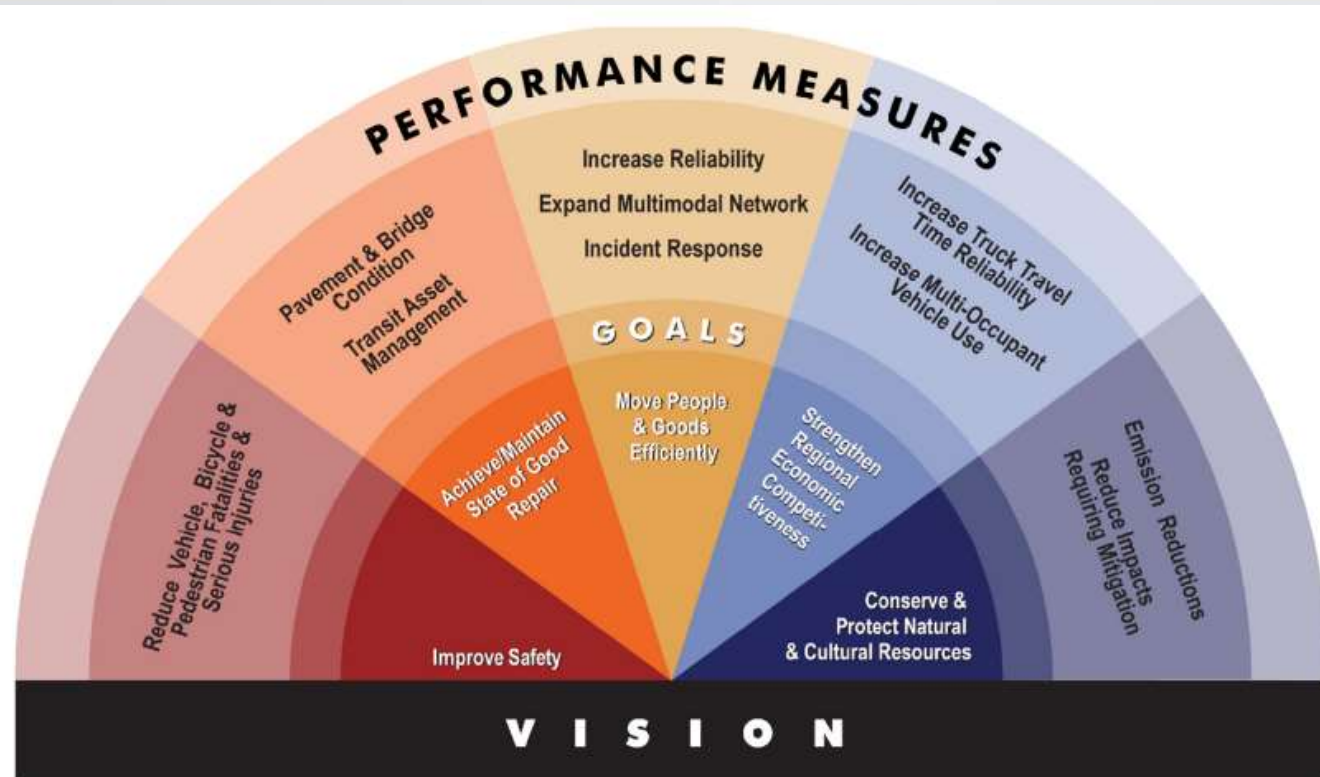 PERFORMANCE MEASURES
Reduce Vehicle, Bicycle &
Pedestrian Fatalities &
Serious Injuries
Pavement & Bridge
Condition
Transit Asset
Management
Increase Reliability
Expand Multimodal Network
Incident Response
Increase Truck Travel
Time Reliability
Increase Multi-Occupant
Vehicle Use
Emission Reductions
Reduce Impacts
Requiring Mitigation
GOALS
Improve Safety
Achieve/Maintain
State of Good
Repair
Move People
& Goods
Efficiently
Strengthen
Regional
Economic
Competi-
tiveness
Conserve &
Protect Natural
& Cultural Resources
VISION